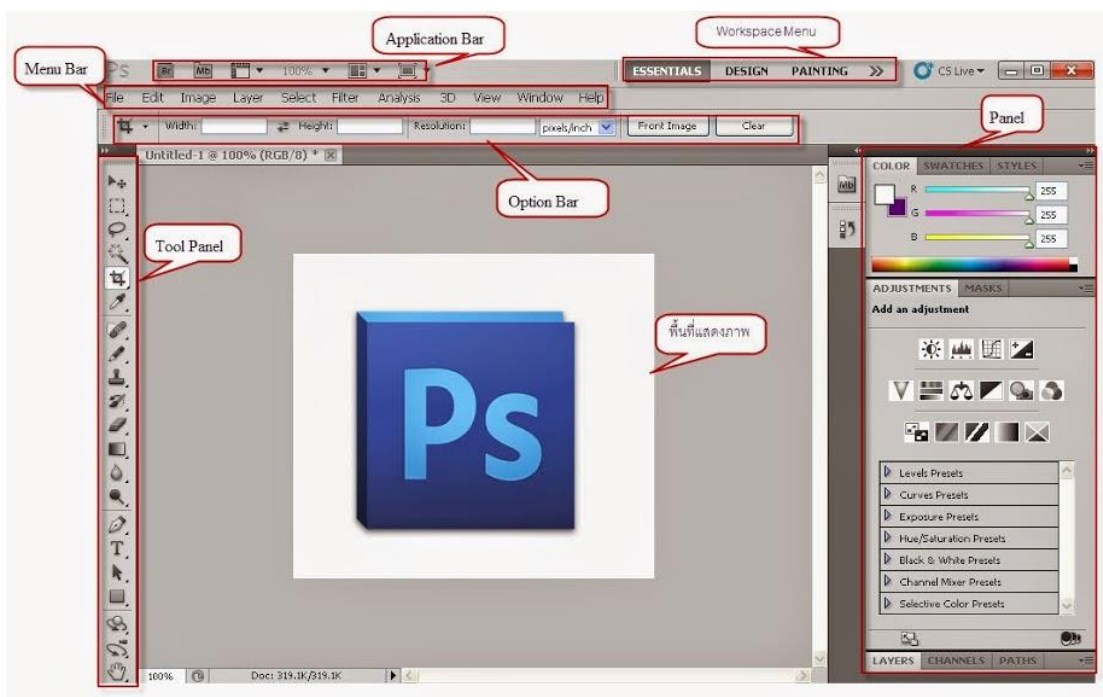 Application Bar
Workspace Menu
Menu Bar
Ps
Br Mb 100%
ESSENTIALS DESIGN PAINTING >>
CS Live
File Edit Image Layer Select Filter Analysis 3D View Window Help
Panel
Width: Height: Resolution: pixels/inch Front Image Clear
Untitled-1 @ 100% (RGB/8) *
Option Bar
Tool Panel
Mb
COLOR SWATCHES STYLES
R 255
G 255
B 255
ADJUSTMENTS MASKS
Add an adjustment
พื้นที่แสดงภาพ
Ps
Levels Presets
Curves Presets
Exposure Presets
Hue/Saturation Presets
Black & White Presets
Channel Mixer Presets
Selective Color Presets
T
100% Doc: 319.1K/319.1K
LAYERS CHANNELS PATHS